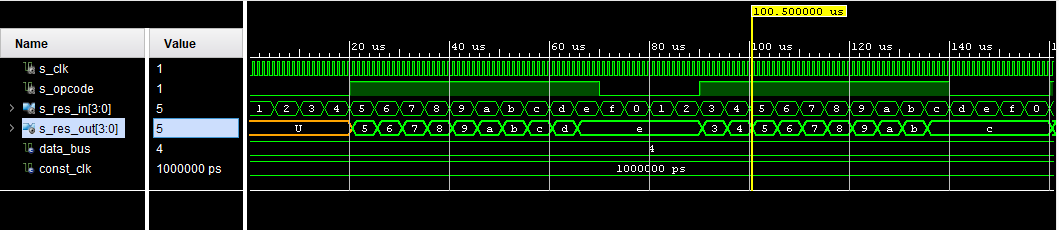 100.500000 us
Name Value 20 us 40 us 60 us 80 us 100 us 120 us 140 us
s_clk 1
s_opcode 1
s_res_in[3:0] 5 1 2 3 4 5 6 7 8 9 a b c d e f 0 1 2 3 4 5 6 7 8 9 a b c d e f 0
s_res_out[3:0] 5 U 5 6 7 8 9 a b c d e 3 4 5 6 7 8 9 a b c
data_bus 4 4
const_clk 1000000 ps 1000000 ps